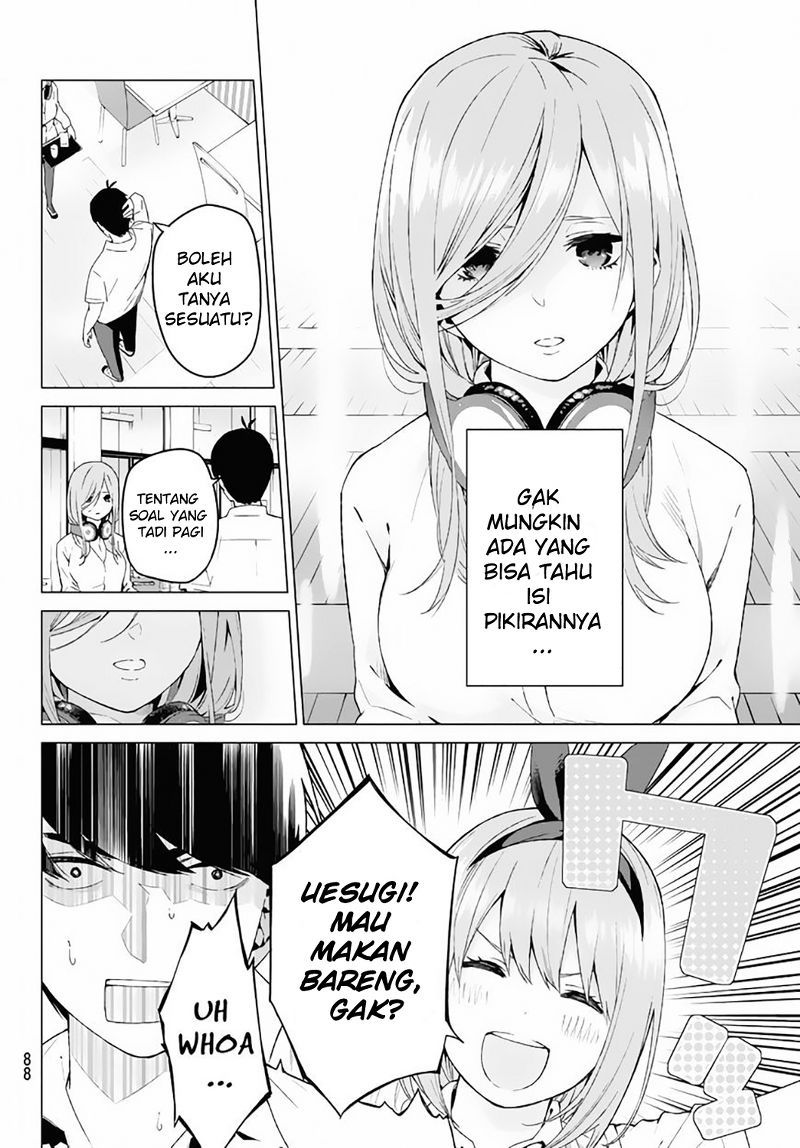 GAK
MUNGKIN
ADA YANG
BISA TAHU
ISI
PIKIRANNYA
...
BOLEH
AKU
TANYA
SESUATU?
TENTANG
SOAL YANG
TADI PAGI
...
UESUGI!
MAU
MAKAN
BARENG,
GAK?
UH
WHOA
...
88